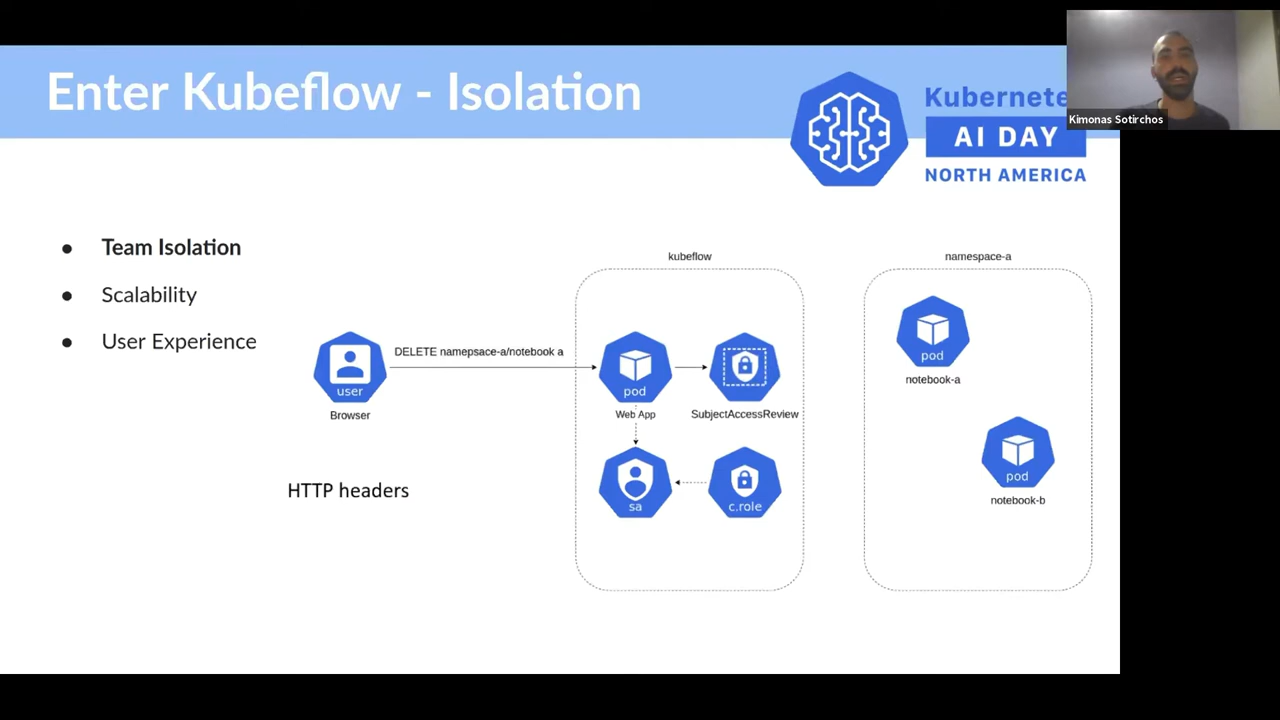 Enter Kubeflow - Isolation
Kubernete
AI DAY
NORTH AMERICA
Kimonas Sotirchos
● Team Isolation
● Scalability
● User Experience
kubeflow
namespace-a
DELETE namepsace-a/notebook a
user
Browser
pod
Web App
SubjectAccessReview
sa
c.role
pod
notebook-a
pod
notebook-b
HTTP headers